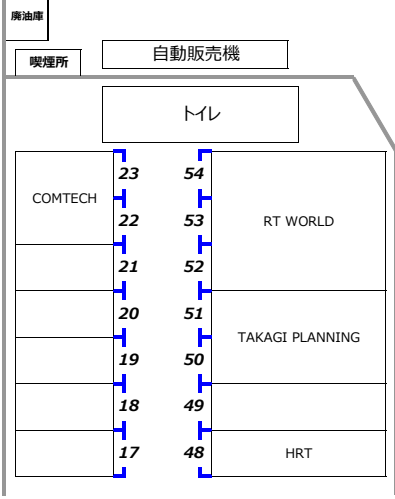 廃油庫
喫煙所
自動販売機
トイレ
23 54
COMTECH
22 53 RT WORLD
21 52
20 51
TAKAGI PLANNING
19 50
18 49
17 48 HRT